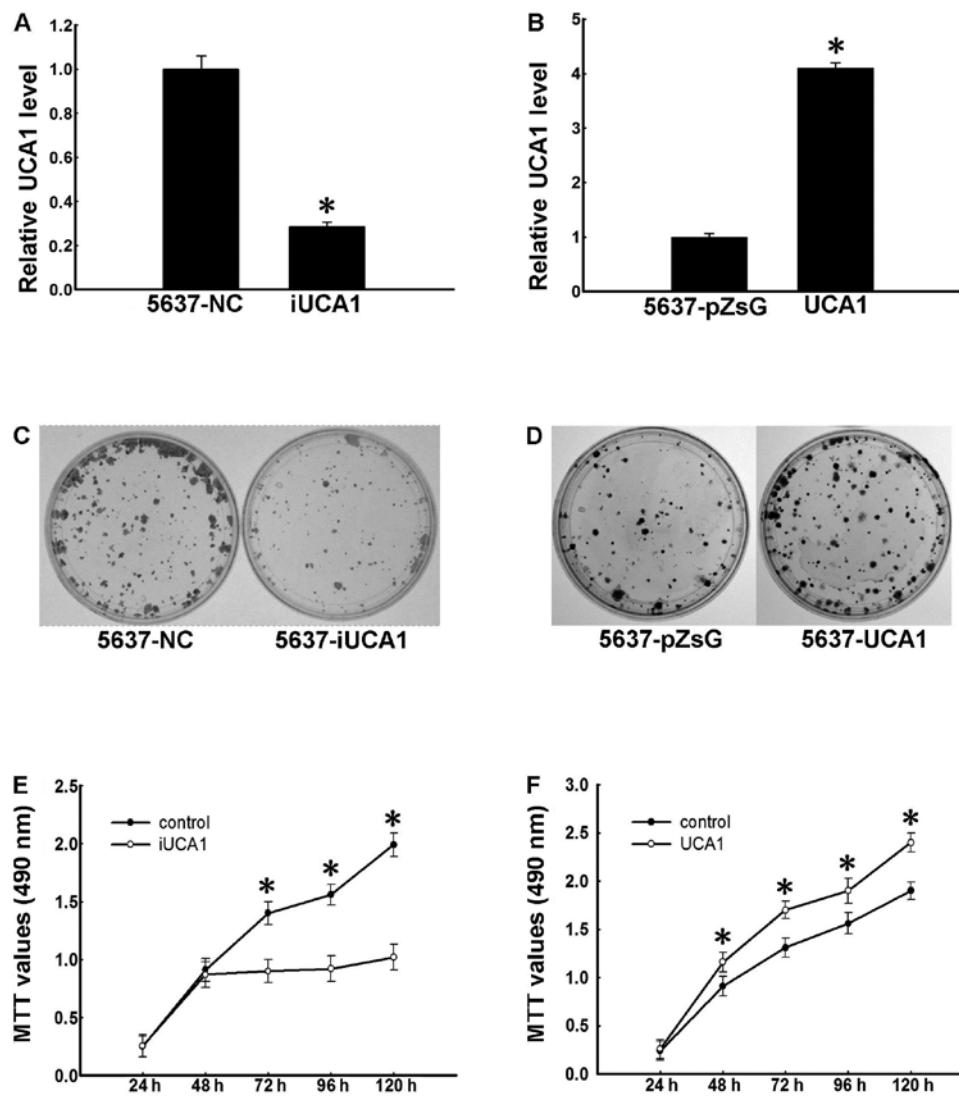 A
Relative UCA1 level
1.2
1.0
0.8
0.6
0.4
0.2
0.0
*
5637-NC
iUCA1
B
Relative UCA1 level
5
4
3
2
1
0
*
5637-pZsG
UCA1
C
5637-NC
5637-iUCA1
D
5637-pZsG
5637-UCA1
E
MTT values (490 nm)
2.5
2.0
1.5
1.0
0.5
0.0
control
iUCA1
* * *
24 h 48 h 72 h 96 h 120 h
F
MTT values (490 nm)
3.0
2.5
2.0
1.5
1.0
0.5
0.0
control
UCA1
* * * *
24 h 48 h 72 h 96 h 120 h